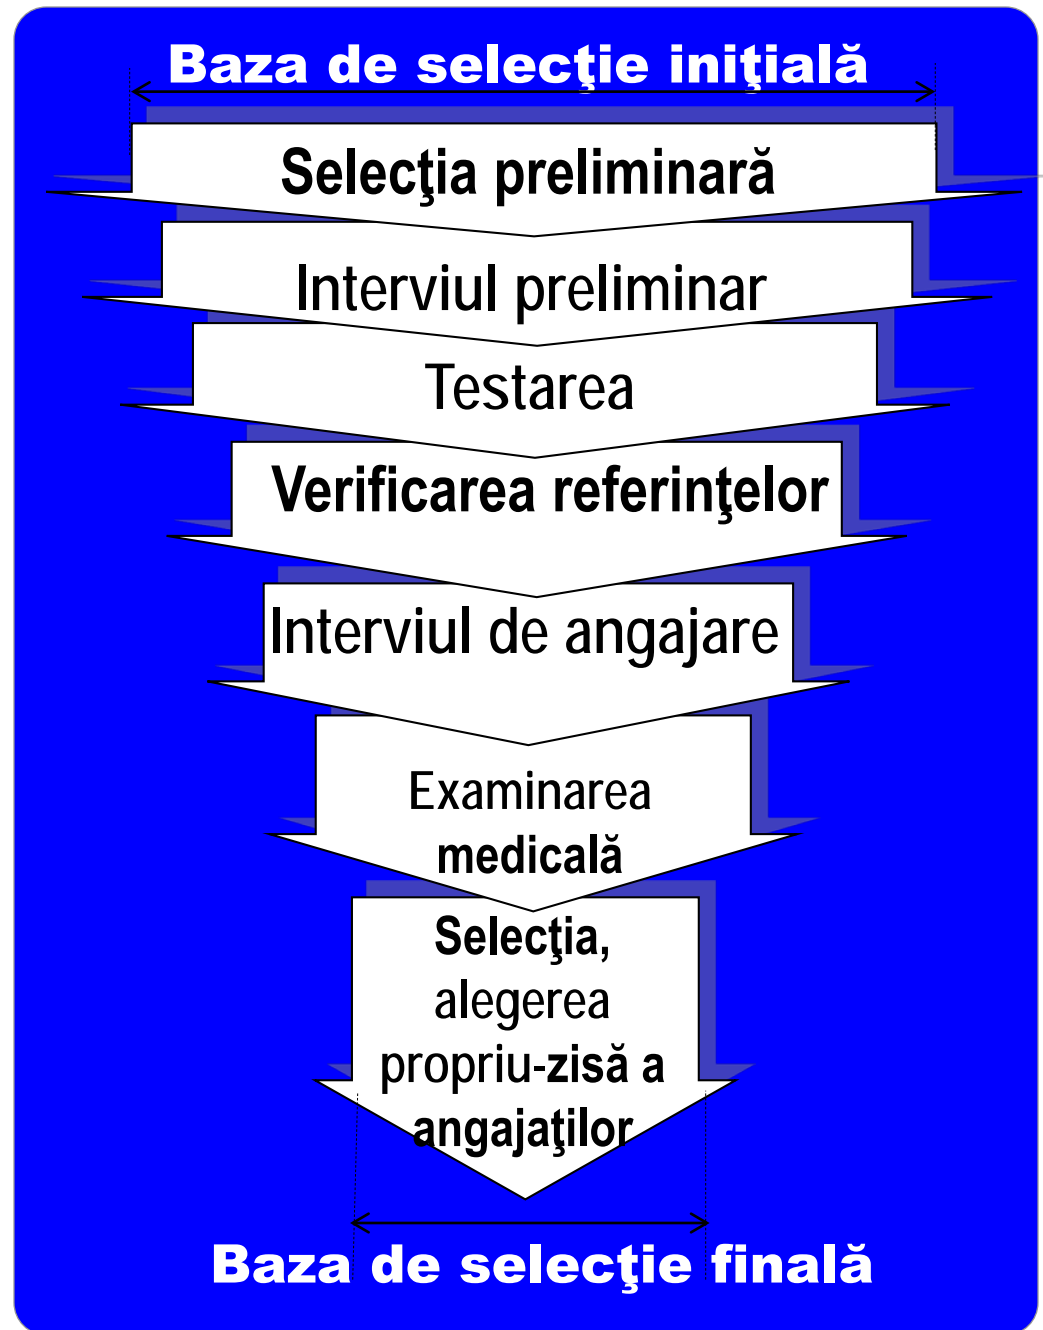 Baza de selecţie iniţială
Selecţia preliminară
Interviul preliminar
Testarea
Verificarea referinţelor
Interviul de angajare
Examinarea
medicală
Selecţia,
alegerea
propriu-zisă a
angajaţilor
Baza de selecţie finală